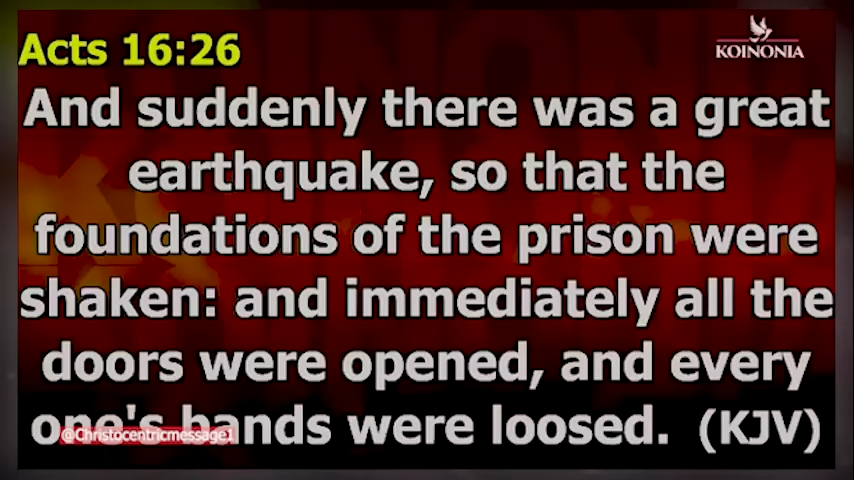 Acts 16:26
KOINONIA
And suddenly there was a great
earthquake, so that the
foundations of the prison were
shaken: and immediately all the
doors were opened, and every
one's bands were loosed. (KJV)
@Christocentricmessage1